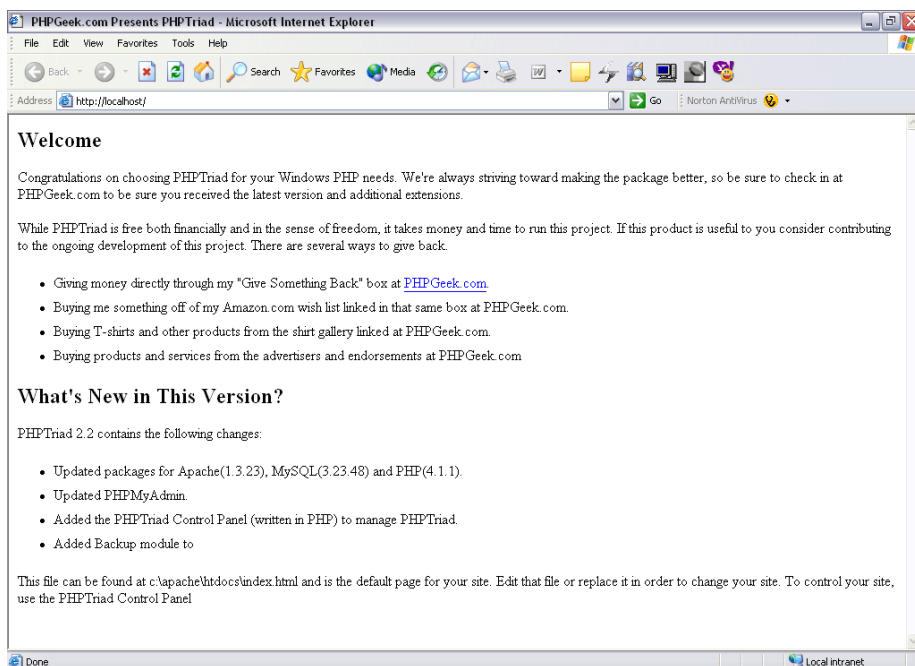 PHPGeek.com Presents PHPTriad - Microsoft Internet Explorer
File Edit View Favorites Tools Help
Back Search Favorites Media
Address http://localhost/ Go Norton AntiVirus
Welcome
Congratulations on choosing PHPTriad for your Windows PHP needs. We're always striving toward making the package better, so be sure to check in at
PHPGeek.com to be sure you received the latest version and additional extensions.
While PHPTriad is free both financially and in the sense of freedom, it takes money and time to run this project. If this product is useful to you consider contributing
to the ongoing development of this project. There are several ways to give back.
• Giving money directly through my "Give Something Back" box at PHPGeek.com.
• Buying me something off of my Amazon.com wish list linked in that same box at PHPGeek.com.
• Buying T-shirts and other products from the shirt gallery linked at PHPGeek.com.
• Buying products and services from the advertisers and endorsements at PHPGeek.com
What's New in This Version?
PHPTriad 2.2 contains the following changes:
• Updated packages for Apache(1.3.23), MySQL(3.23.48) and PHP(4.1.1).
• Updated PHPMyAdmin.
• Added the PHPTriad Control Panel (written in PHP) to manage PHPTriad.
• Added Backup module to
This file can be found at c:\apache\htdocs\index.html and is the default page for your site. Edit that file or replace it in order to change your site. To control your site,
use the PHPTriad Control Panel
Done Local intranet